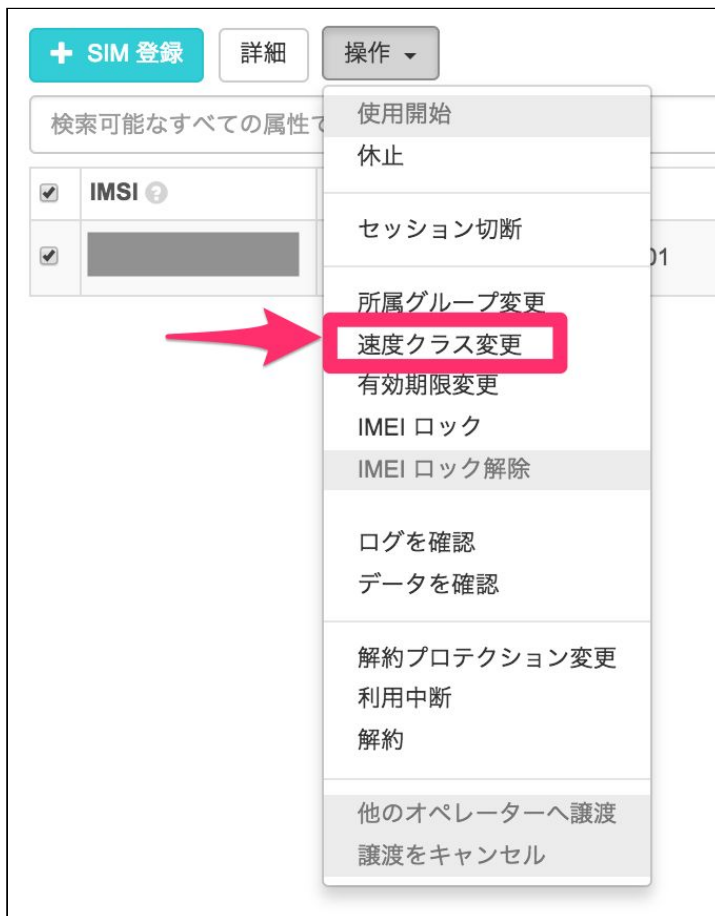 + SIM 登録 詳細 操作
検索可能なすべての属性で
使用開始
休止
IMSI
セッション切断
01
所属グループ変更
速度クラス変更
有効期限変更
IMEI ロック
IMEI ロック解除
ログを確認
データを確認
解約プロテクション変更
利用中断
解約
他のオペレーターへ譲渡
譲渡をキャンセル